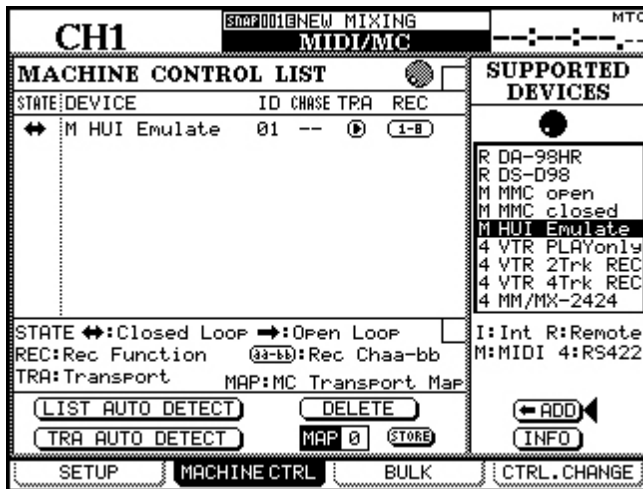 CH1
SNAP001 NEW MIXING
MIDI/MC
MTC
--:--:--.--
MACHINE CONTROL LIST
STATE DEVICE ID CHASE TRA REC
↔ M HUI Emulate 01 -- 1-8
STATE ↔:Closed Loop ➡:Open Loop
REC:Rec Function aa-bb:Rec Chaa-bb
TRA:Transport MAP:MC Transport Map
LIST AUTO DETECT DELETE
TRA AUTO DETECT MAP 0 STORE
SUPPORTED
DEVICES
R DA-98HR
R DS-D98
M MMC open
M MMC closed
M HUI Emulate
4 VTR PLAYonly
4 VTR 2Trk REC
4 VTR 4Trk REC
4 MM/MX-2424
I:Int R:Remote
M:MIDI 4:RS422
← ADD
INFO
SETUP MACHINE CTRL BULK CTRL.CHANGE